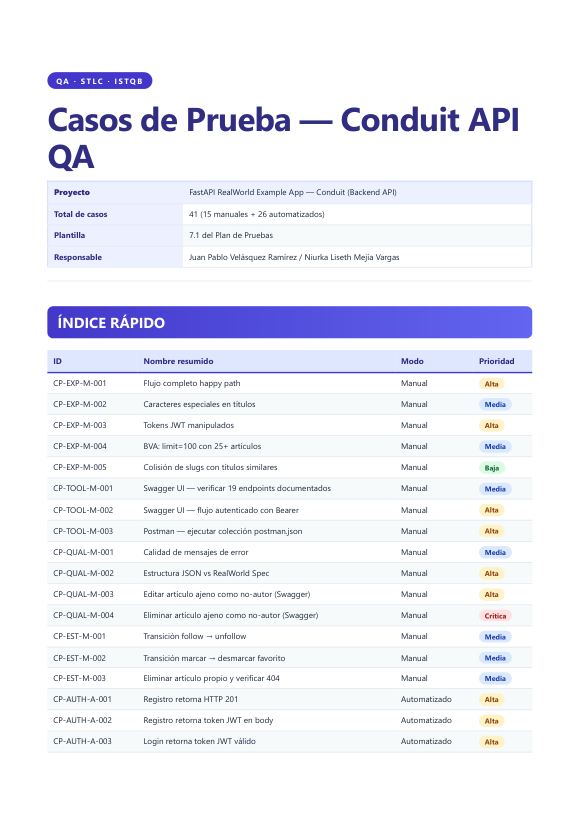 QA · STLC · ISTQB
Casos de Prueba — Conduit API
QA
Proyecto FastAPI RealWorld Example App — Conduit (Backend API)
Total de casos 41 (15 manuales + 26 automatizados)
Plantilla 7.1 del Plan de Pruebas
Responsable Juan Pablo Velásquez Ramírez / Niurka Liseth Mejía Vargas
ÍNDICE RÁPIDO
ID Nombre resumido Modo Prioridad
CP-EXP-M-001 Flujo completo happy path Manual Alta
CP-EXP-M-002 Caracteres especiales en títulos Manual Media
CP-EXP-M-003 Tokens JWT manipulados Manual Alta
CP-EXP-M-004 BVA: limit=100 con 25+ artículos Manual Media
CP-EXP-M-005 Colisión de slugs con títulos similares Manual Baja
CP-TOOL-M-001 Swagger UI — verificar 19 endpoints documentados Manual Media
CP-TOOL-M-002 Swagger UI — flujo autenticado con Bearer Manual Alta
CP-TOOL-M-003 Postman — ejecutar colección postman.json Manual Alta
CP-QUAL-M-001 Calidad de mensajes de error Manual Media
CP-QUAL-M-002 Estructura JSON vs RealWorld Spec Manual Alta
CP-QUAL-M-003 Editar artículo ajeno como no-autor (Swagger) Manual Alta
CP-QUAL-M-004 Eliminar artículo ajeno como no-autor (Swagger) Manual Crítica
CP-EST-M-001 Transición follow → unfollow Manual Media
CP-EST-M-002 Transición marcar → desmarcar favorito Manual Media
CP-EST-M-003 Eliminar artículo propio y verificar 404 Manual Media
CP-AUTH-A-001 Registro retorna HTTP 201 Automatizado Alta
CP-AUTH-A-002 Registro retorna token JWT en body Automatizado Alta
CP-AUTH-A-003 Login retorna token JWT válido Automatizado Alta